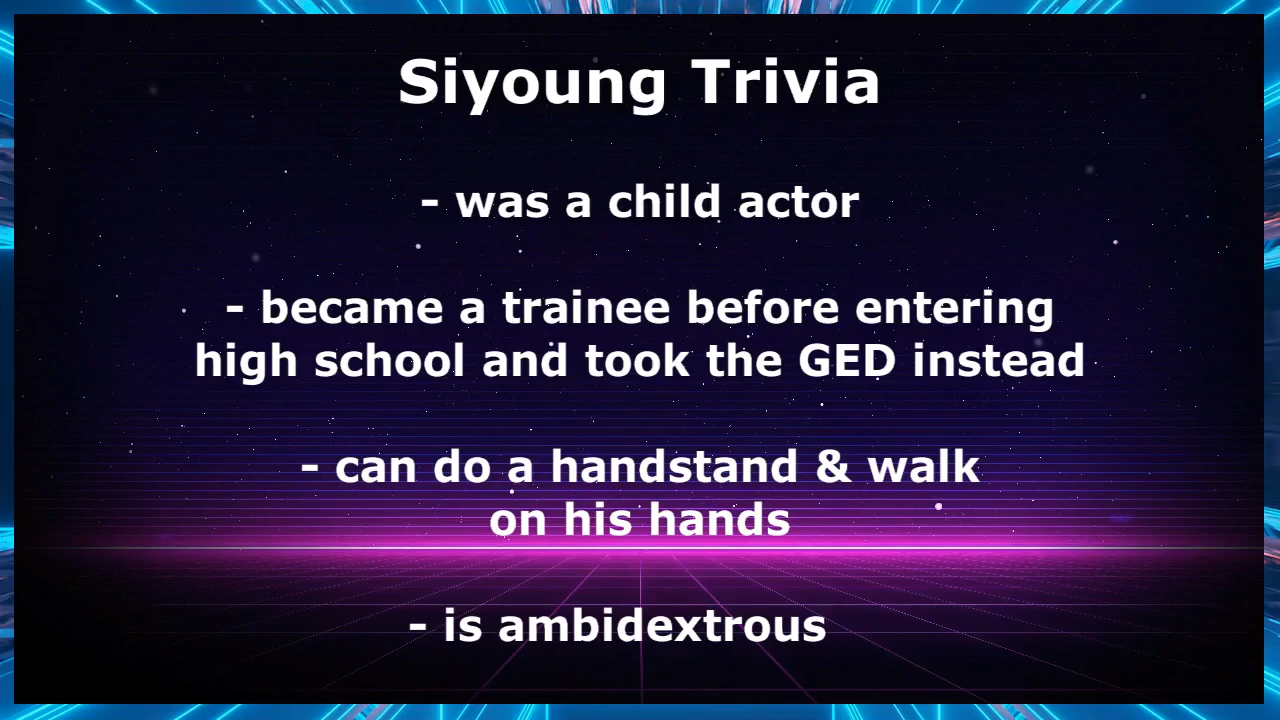 Siyoung Trivia
- was a child actor
- became a trainee before entering
high school and took the GED instead
- can do a handstand & walk
on his hands
- is ambidextrous